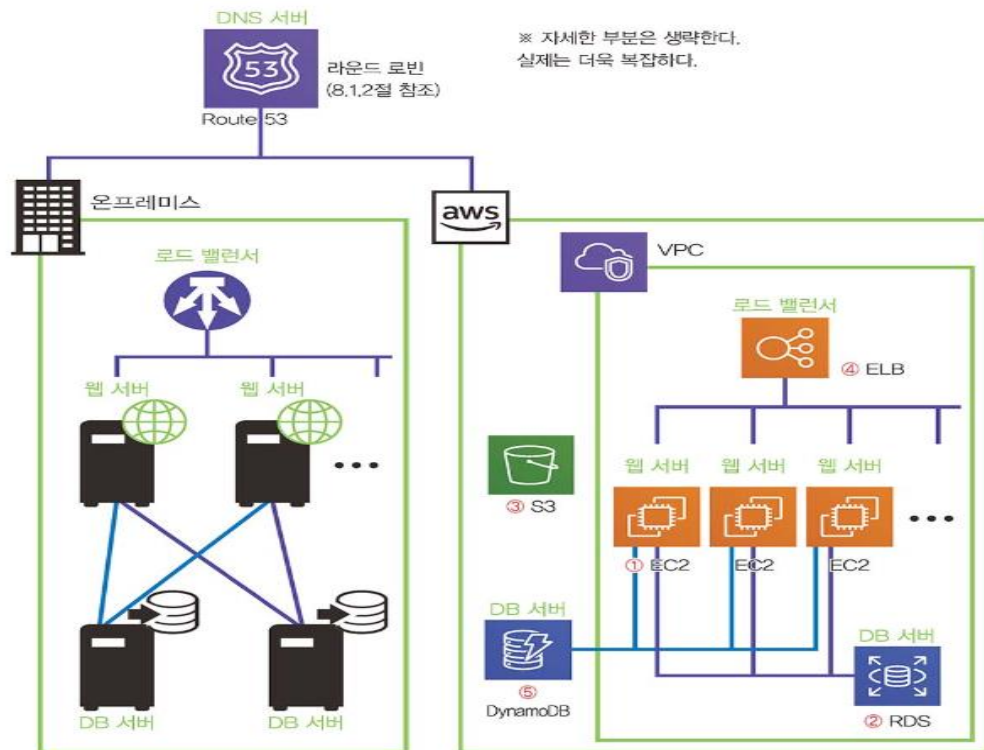 DNS 서버
※ 자세한 부분은 생략한다.
실제는 더욱 복잡하다.
53
라운드 로빈
(8.1.2절 참조)
Route 53
온프레미스
aws
VPC
로드 밸런서
로드 밸런서
④ ELB
웹 서버
웹 서버
웹 서버
웹 서버
웹 서버
•••
•••
③ S3
① EC2
EC2
EC2
DB 서버
DB 서버
⑤
DynamoDB
② RDS
DB 서버
DB 서버